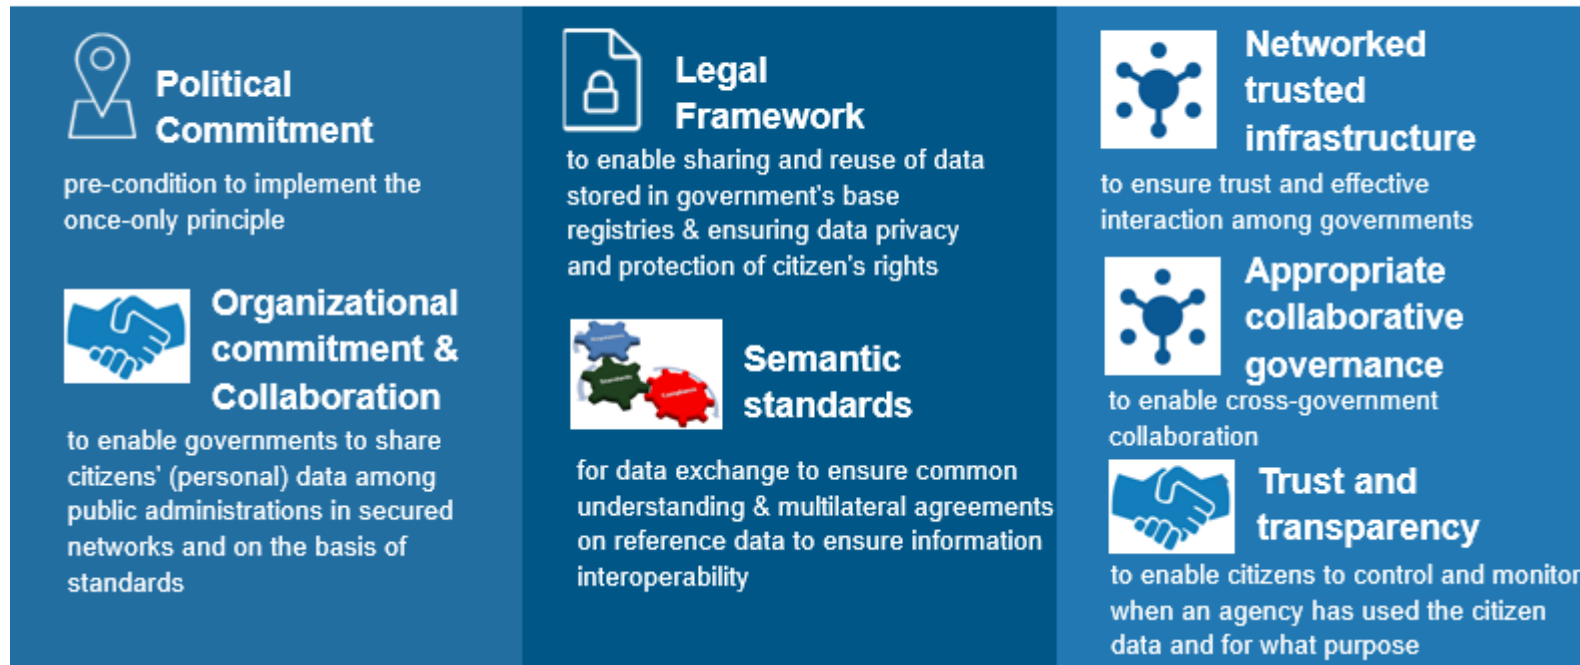 Political
Commitment
pre-condition to implement the
once-only principle
Organizational
commitment &
Collaboration
to enable governments to share
citizens' (personal) data among
public administrations in secured
networks and on the basis of
standards
Legal
Framework
to enable sharing and reuse of data
stored in government's base
registries & ensuring data privacy
and protection of citizen's rights
Standards
Compliance
Semantic
standards
for data exchange to ensure common
understanding & multilateral agreements
on reference data to ensure information
interoperability
Networked
trusted
infrastructure
to ensure trust and effective
interaction among governments
Appropriate
collaborative
governance
to enable cross-government
collaboration
Trust and
transparency
to enable citizens to control and monitor
when an agency has used the citizen
data and for what purpose